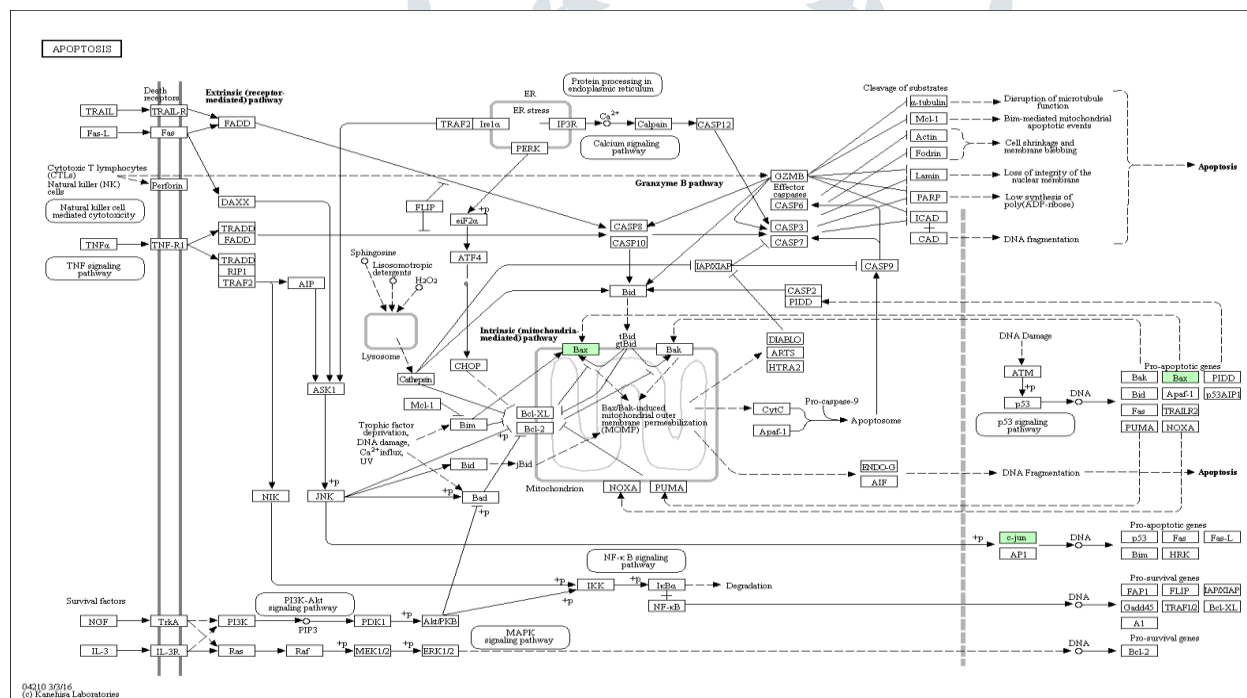 APOPTOSIS
Protein processing in
endoplasmic reticulum
ER
ER stress
Death
receptors
Extrinsic (receptor-
mediated) pathway
TRAIL
TRAIL-R
Fas-L
Fas
FADD
TRAF2
Ire1α
IP3R
Ca²⁺
Calpain
CASP12
PERK
Calcium signaling
pathway
Cleavage of substrates
α-tubulin
Mcl-1
Actin
Fodrin
Lamin
PARP
ICAD
CAD
Disruption of microtubule
function
Bim-mediated mitochondrial
apoptotic events
Cell shrinkage and
membrane blebbing
Loss of integrity of the
nuclear membrane
Low synthesis of
poly(ADP-ribose)
DNA fragmentation
Apoptosis
Cytotoxic T lymphocytes
(CTLs)
Natural killer (NK)
cells
Perforin
Natural killer cell
mediated cytotoxicity
DAXX
Granzyme B pathway
GZMB
Effector
caspases
CASP6
CASP3
CASP7
FLIP
+p
eiF2α
ATF4
CASP8
CASP10
TNFα
TNF-R1
TRADD
FADD
TRADD
RIP1
TRAF2
AIP
TNF signaling
pathway
Sphingosine
Lisosomotropic
detergents
H₂O₂
Lysosome
IAP/XIAP
CASP9
Bid
CASP2
PIDD
Intrinsic (mitochondria-
mediated) pathway
tBid
gtBid
Bax
Bak
DIABLO
ARTS
HTRA2
CHOP
Cathepsin
ASK1
Mcl-1
Bim
Bcl-XL
Bcl-2
+p
Bax/Bak-induced
mitochondrial outer
membrane permeabilization
(MOMP)
CytC
Apaf-1
Pro-caspase-9
Apoptosome
Trophic factor
deprivation,
DNA damage,
Ca²⁺influx,
UV
Bid
jBid
Bad
+p
+p
Mitochondrion
NOXA
PUMA
ENDO-G
AIF
DNA Fragmentation
Apoptosis
DNA Damage
ATM
+p
p53
p53 signaling
pathway
DNA
Pro-apoptotic genes
Bak
Bax
PIDD
Bid
Apaf-1
p53AIP1
Fas
TRAILR2
PUMA
NOXA
NIK
+p
JNK
+p
c-jun
AP1
DNA
Pro-apoptotic genes
p53
Fas
Fas-L
Bim
HRK
NF-κB signaling
pathway
+p
+p
IKK
+p
IκBα
NF-κB
Degradation
DNA
Pro-survival genes
FAP1
FLIP
IAP/XIAP
Gadd45
TRAF1/2
Bcl-XL
A1
Survival factors
PI3K-Akt
signaling pathway
NGF
TrkA
PI3K
PIP3
PDK1
+p
Akt/PKB
MAPK
signaling pathway
IL-3
IL-3R
Ras
Raf
+p
MEK1/2
+p
ERK1/2
DNA
Pro-survival genes
Bcl-2
04210 3/3/16
(c) Kanehisa Laboratories